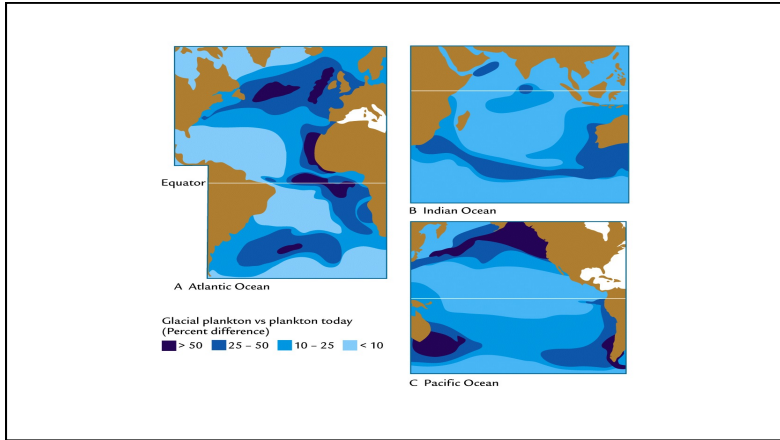 Equator
A Atlantic Ocean
B Indian Ocean
C Pacific Ocean
Glacial plankton vs plankton today
(Percent difference)
> 50 25 – 50 10 – 25 < 10